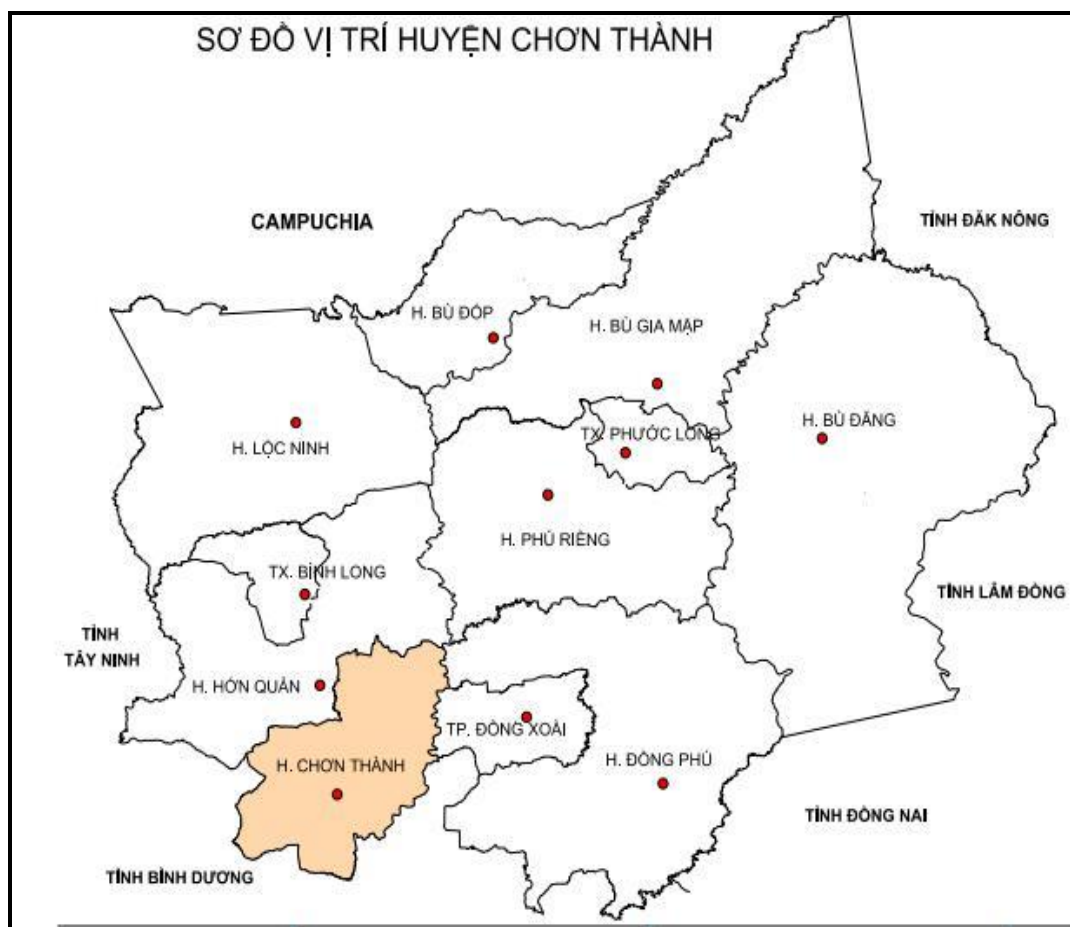 SƠ ĐỒ VỊ TRÍ HUYỆN CHƠN THÀNH
CAMPUCHIA
TỈNH ĐĂK NÔNG
H. BÙ ĐỐP
H. BÙ GIA MẬP
H. BÙ ĐĂNG
TX. PHƯỚC LONG
H. LỘC NINH
H. PHÚ RIỀNG
TX. BÌNH LONG
TỈNH LÂM ĐỒNG
TỈNH
TÂY NINH
H. HỚN QUẢN
TP. ĐỒNG XOÀI
H. CHƠN THÀNH
H. ĐỒNG PHÚ
TỈNH ĐỒNG NAI
TỈNH BÌNH DƯƠNG